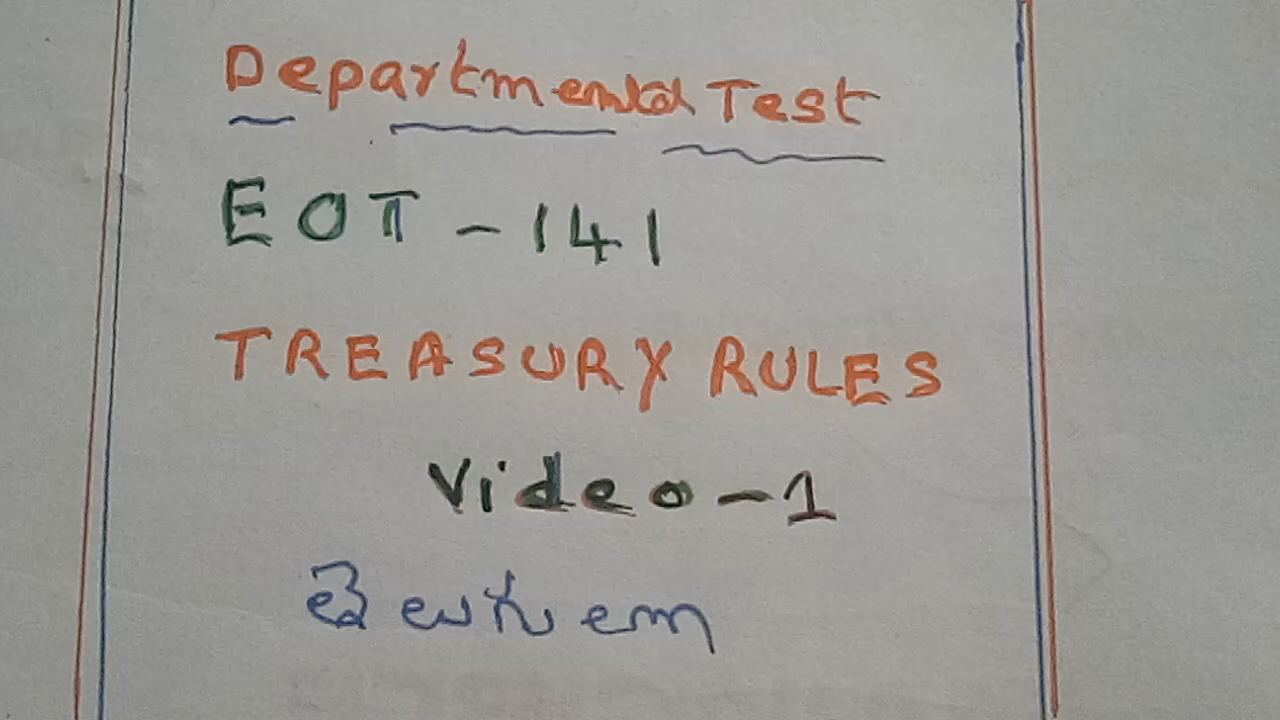 Departmental Test
EOT - 141
TREASURY RULES
Video - 1
తెలుగులో